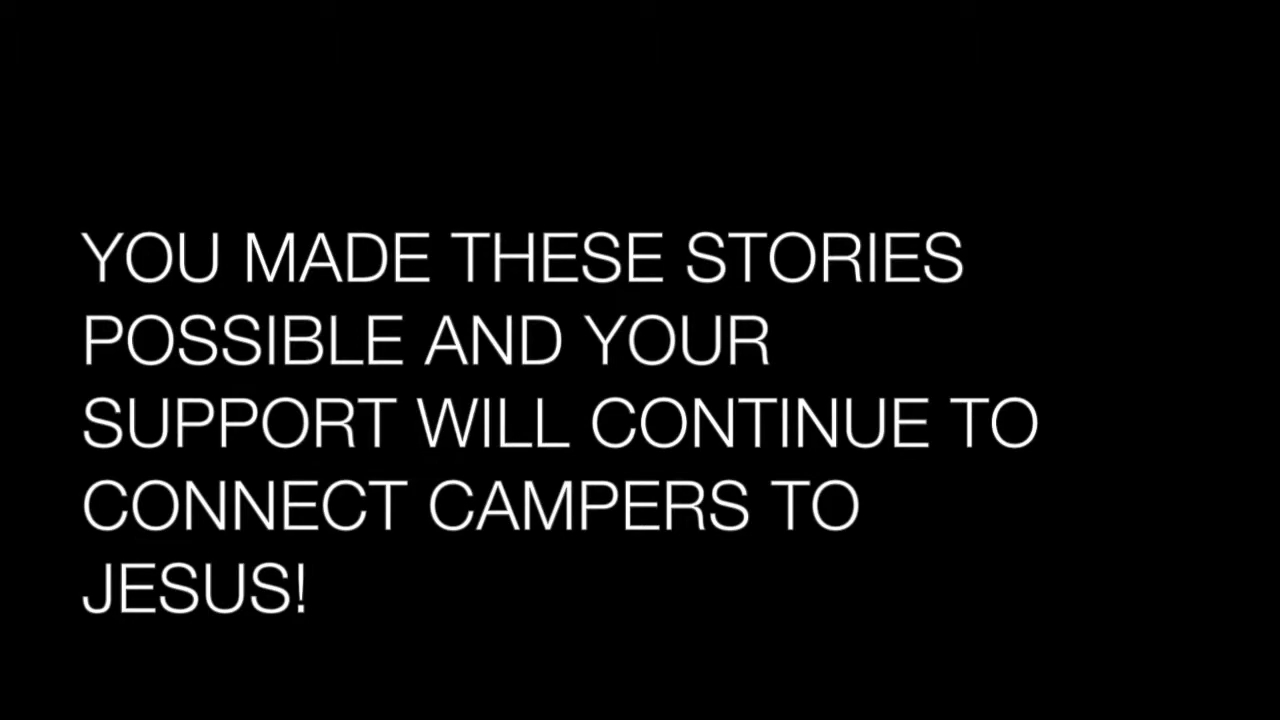 YOU MADE THESE STORIES
POSSIBLE AND YOUR
SUPPORT WILL CONTINUE TO
CONNECT CAMPERS TO
JESUS!